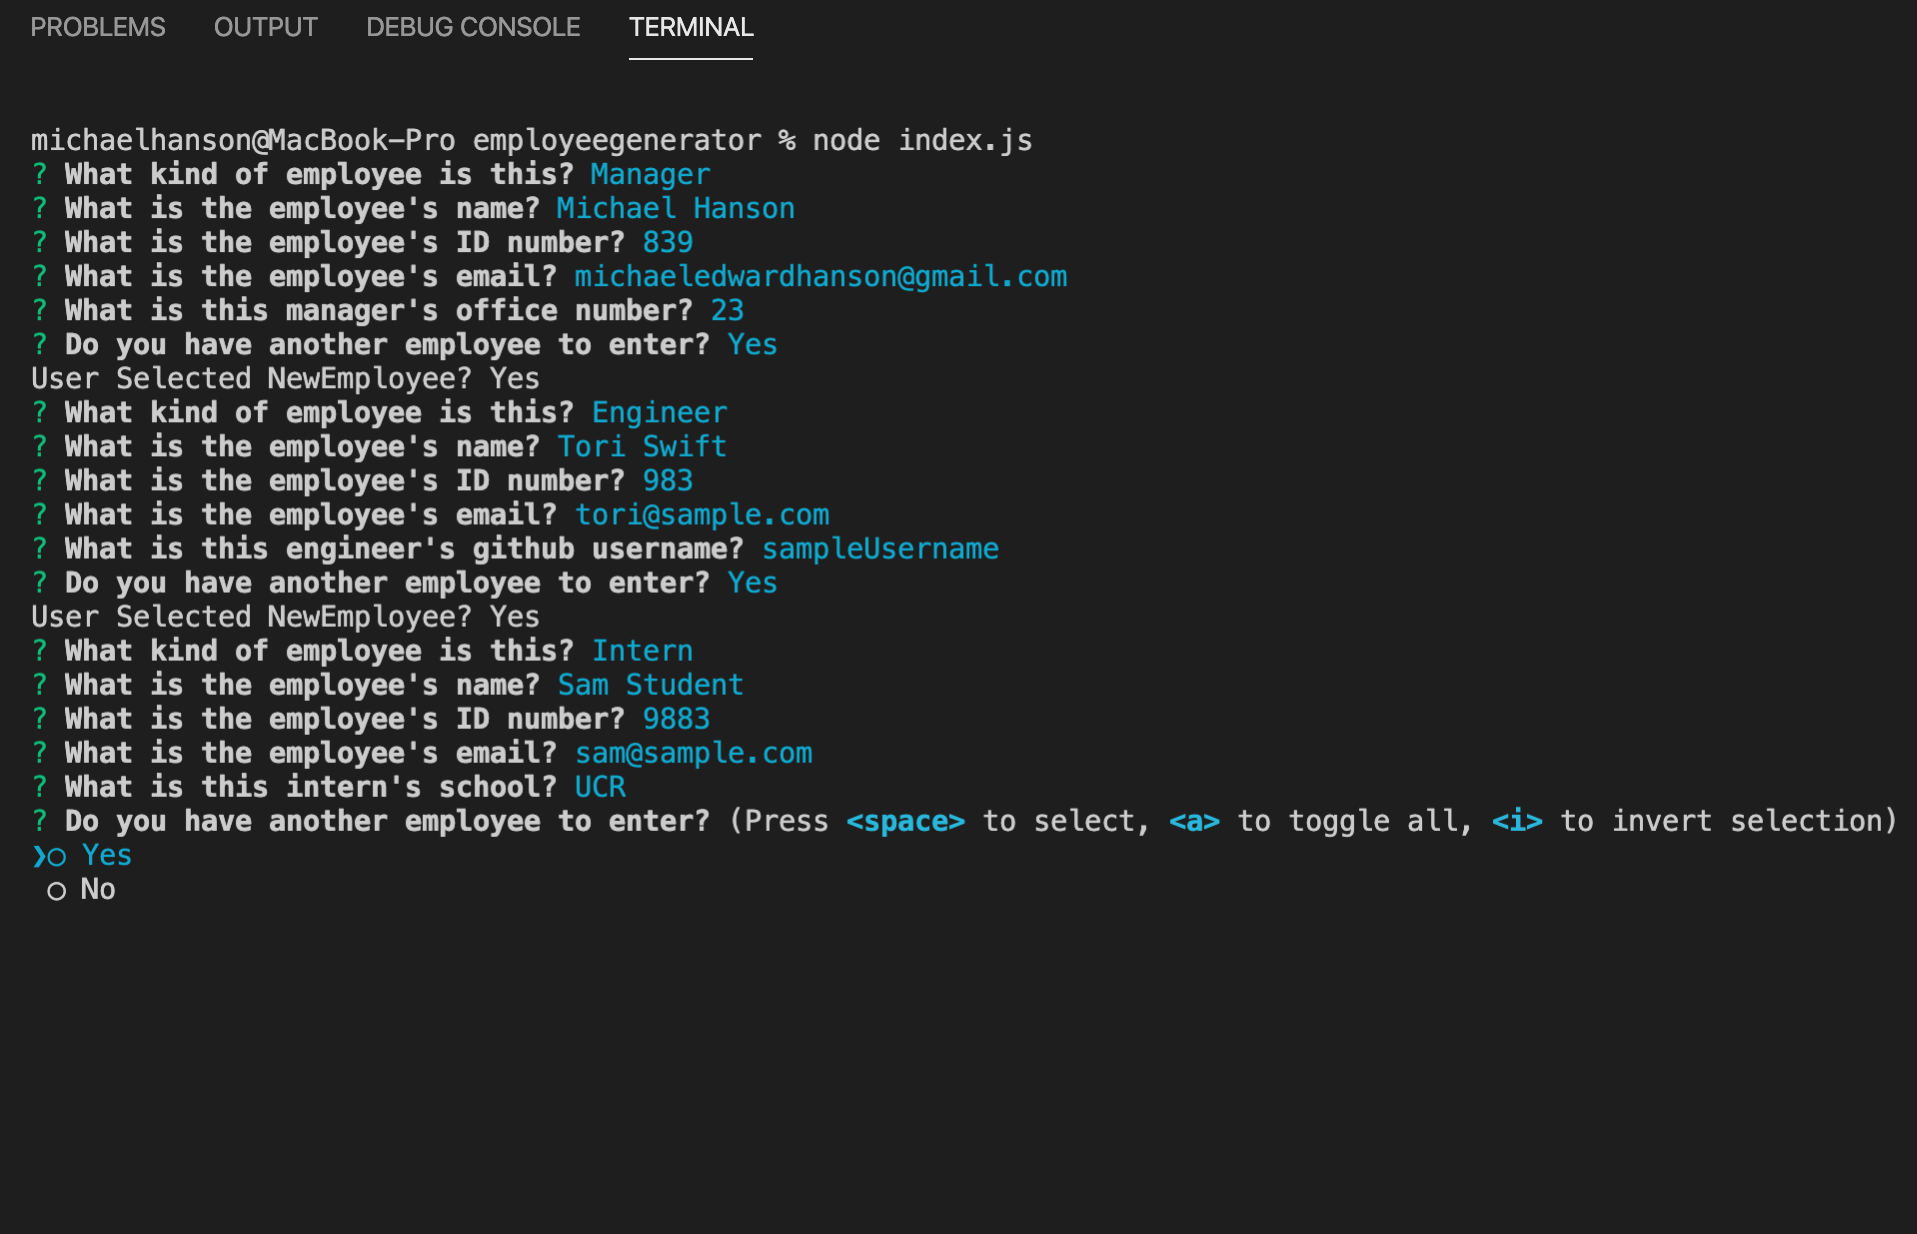 PROBLEMS OUTPUT DEBUG CONSOLE TERMINAL
michaelhanson@MacBook-Pro employeegenerator % node index.js
? What kind of employee is this? Manager
? What is the employee's name? Michael Hanson
? What is the employee's ID number? 839
? What is the employee's email? michaeledwardhanson@gmail.com
? What is this manager's office number? 23
? Do you have another employee to enter? Yes
User Selected NewEmployee? Yes
? What kind of employee is this? Engineer
? What is the employee's name? Tori Swift
? What is the employee's ID number? 983
? What is the employee's email? tori@sample.com
? What is this engineer's github username? sampleUsername
? Do you have another employee to enter? Yes
User Selected NewEmployee? Yes
? What kind of employee is this? Intern
? What is the employee's name? Sam Student
? What is the employee's ID number? 9883
? What is the employee's email? sam@sample.com
? What is this intern's school? UCR
? Do you have another employee to enter? (Press <space> to select, <a> to toggle all, <i> to invert selection)
❯◯ Yes
◯ No